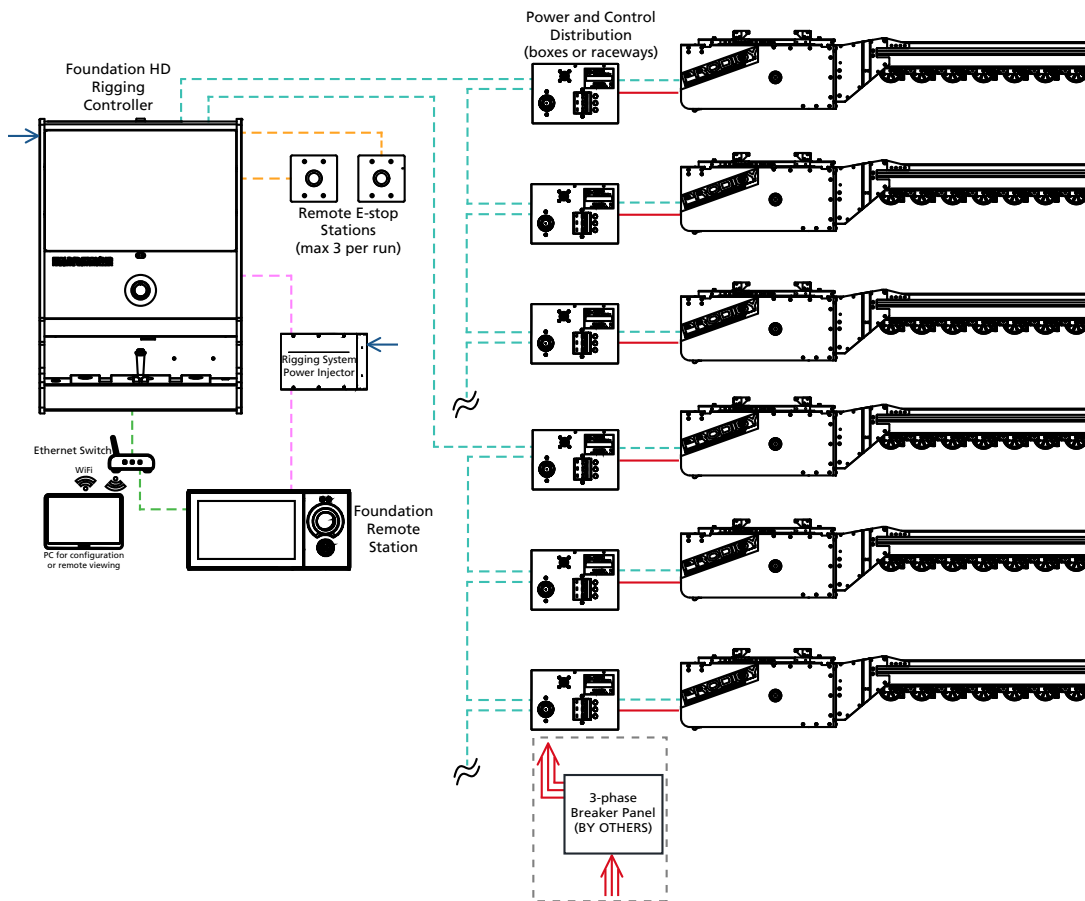 Power and Control
Distribution
(boxes or raceways)
Foundation HD
Rigging
Controller
Remote E-stop
Stations
(max 3 per run)
Rigging System
Power Injector
Ethernet Switch
WiFi
PC for configuration
or remote viewing
Foundation
Remote
Station
3-phase
Breaker Panel
(BY OTHERS)